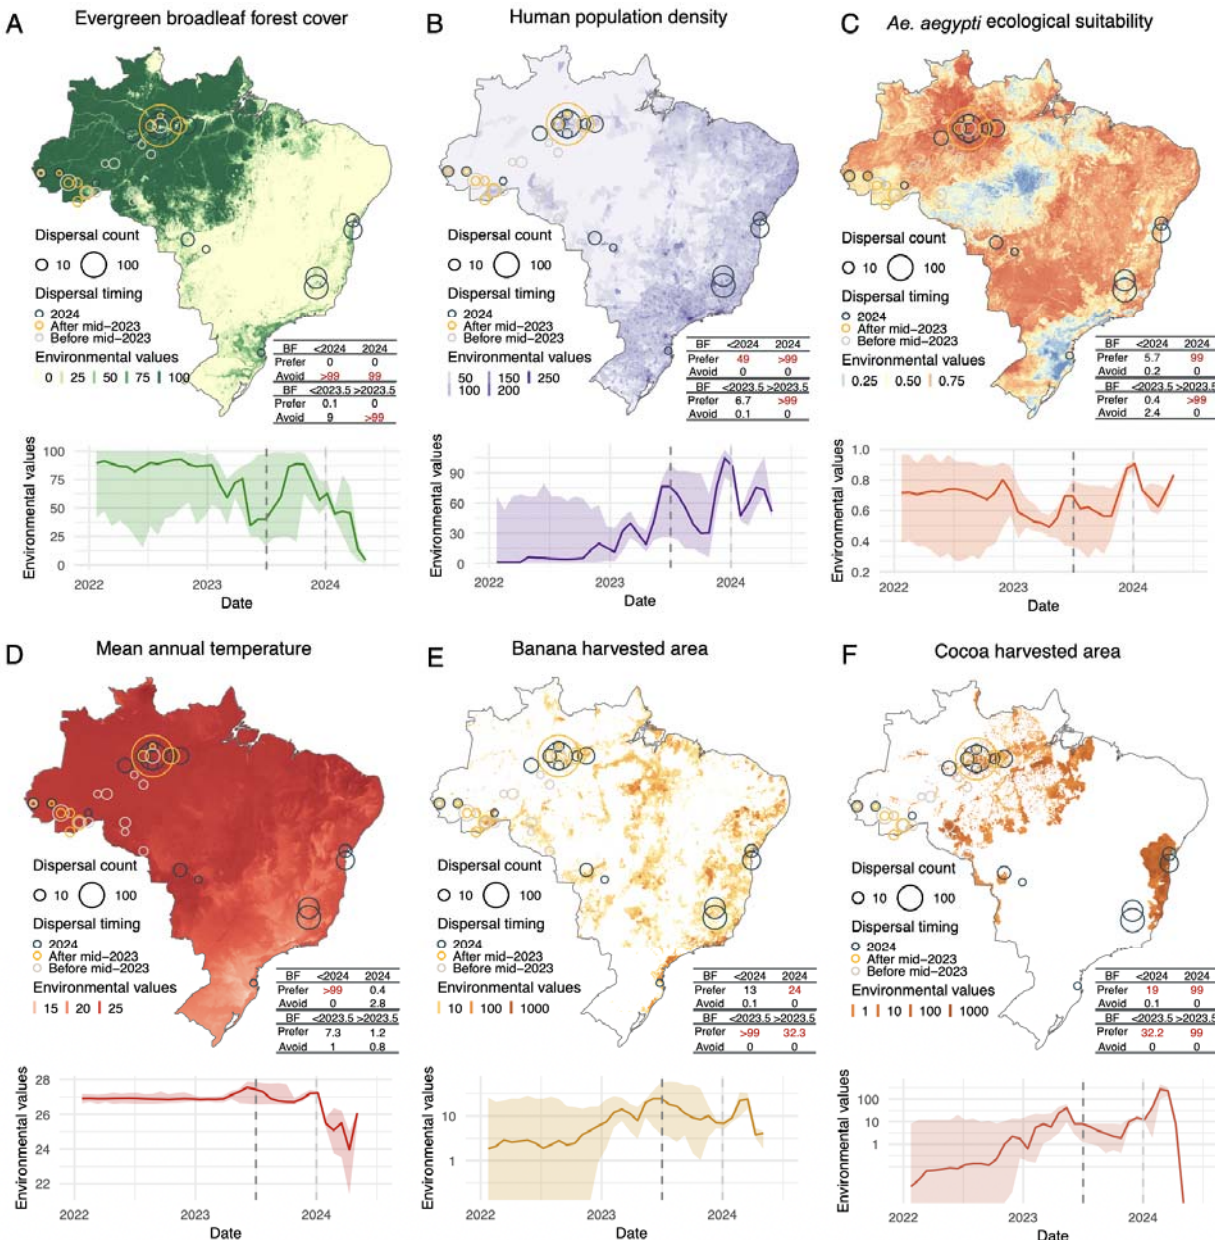 A Evergreen broadleaf forest cover
Dispersal count
10 100
Dispersal timing
2024
After mid-2023
Before mid-2023
Environmental values
0 25 50 75 100
BF <2024 2024
Prefer 0 0
Avoid >99 99
BF <2023.5 >2023.5
Prefer 0.1 0
Avoid 9 >99
Environmental values
100
75
50
25
0
2022 2023 2024
Date
B Human population density
Dispersal count
10 100
Dispersal timing
2024
After mid-2023
Before mid-2023
Environmental values
50 150 250
100 200
BF <2024 2024
Prefer 49 >99
Avoid 0 0
BF <2023.5 >2023.5
Prefer 6.7 >99
Avoid 0.1 0
Environmental values
90
60
30
0
2022 2023 2024
Date
C Ae. aegypti ecological suitability
Dispersal count
10 100
Dispersal timing
2024
After mid-2023
Before mid-2023
Environmental values
0.25 0.50 0.75
BF <2024 2024
Prefer 5.7 99
Avoid 0.2 0
BF <2023.5 >2023.5
Prefer 0.4 >99
Avoid 2.4 0
Environmental values
1.0
0.8
0.6
0.4
0.2
2022 2023 2024
Date
D Mean annual temperature
Dispersal count
10 100
Dispersal timing
2024
After mid-2023
Before mid-2023
Environmental values
15 20 25
BF <2024 2024
Prefer >99 0.4
Avoid 0 2.8
BF <2023.5 >2023.5
Prefer 7.3 1.2
Avoid 1 0.8
Environmental values
28
26
24
22
2022 2023 2024
Date
E Banana harvested area
Dispersal count
10 100
Dispersal timing
2024
After mid-2023
Before mid-2023
Environmental values
10 100 1000
BF <2024 2024
Prefer 13 24
Avoid 0.1 0
BF <2023.5 >2023.5
Prefer >99 32.3
Avoid 0 0
Environmental values
10
1
2022 2023 2024
Date
F Cocoa harvested area
Dispersal count
10 100
Dispersal timing
2024
After mid-2023
Before mid-2023
Environmental values
1 10 100 1000
BF <2024 2024
Prefer 19 99
Avoid 0.1 0
BF <2023.5 >2023.5
Prefer 32.2 99
Avoid 0 0
Environmental values
100
10
1
2022 2023 2024
Date